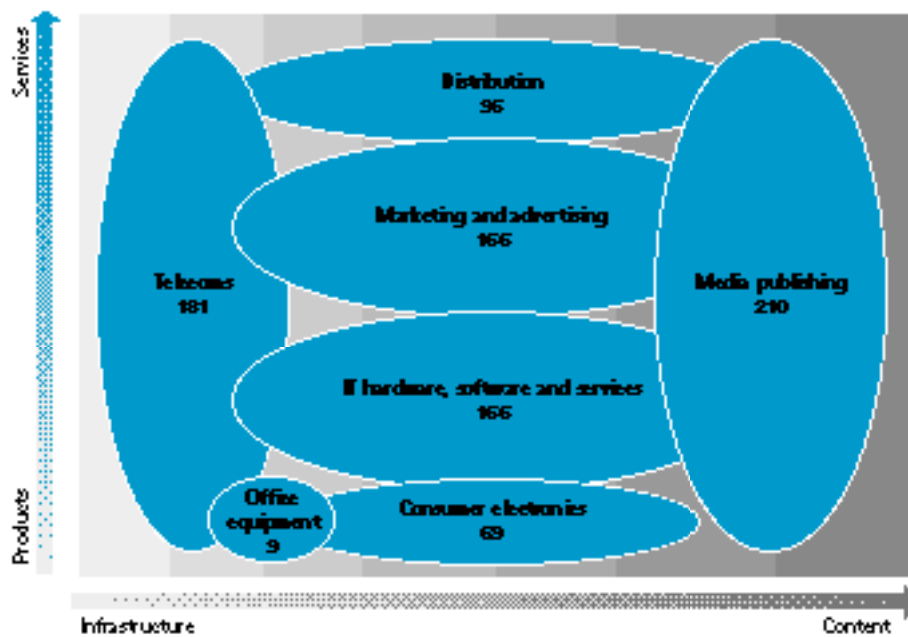 Services
Distribution
96
Marketing and advertising
166
Telecoms
181
Media publishing
210
IT hardware, software and services
166
Office
equipment
9
Consumer electronics
69
Products
Infrastructure
Content